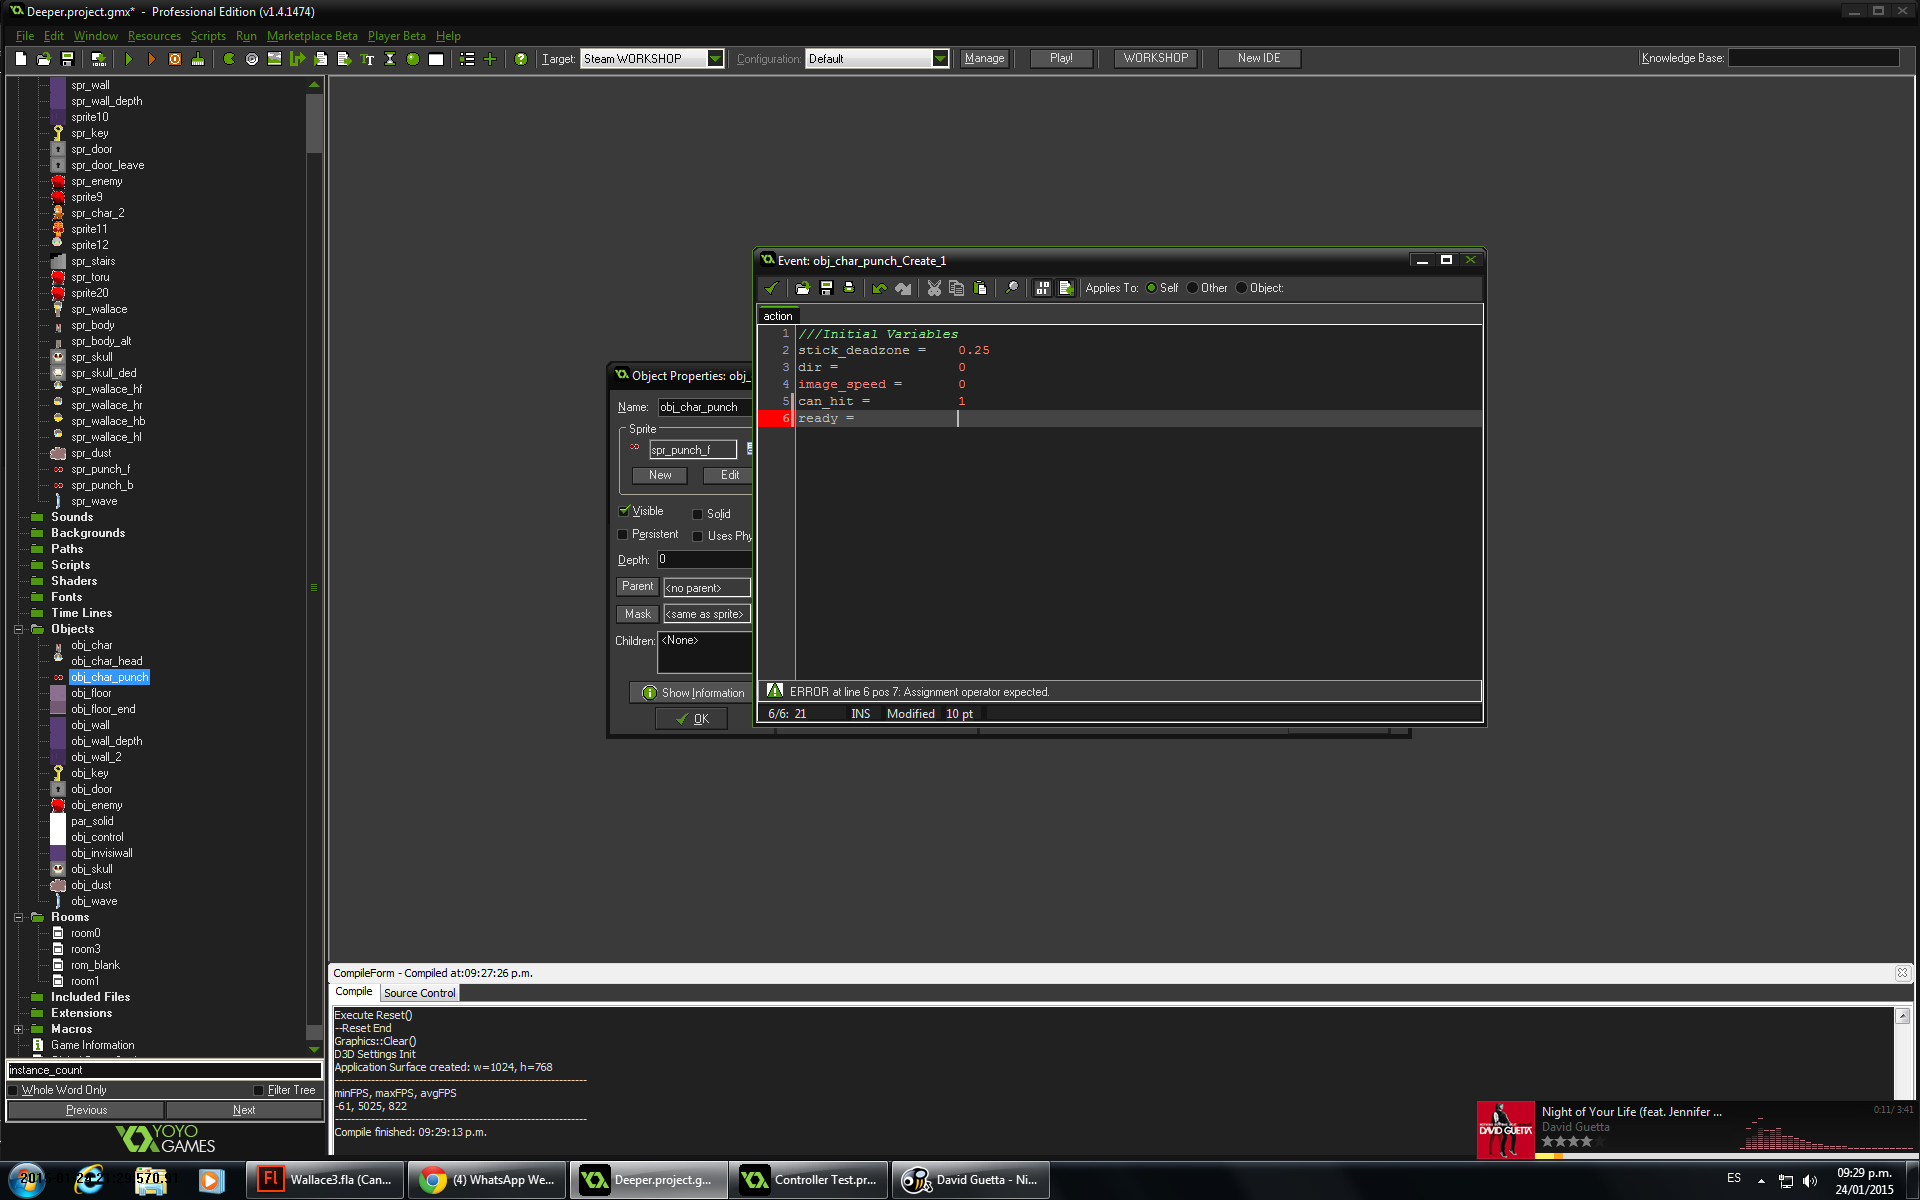 Deeper.project.gmx* - Professional Edition (v1.4.1474)
File Edit Window Resources Scripts Run Marketplace Beta Player Beta Help
Target: Steam WORKSHOP Configuration: Default Manage Play! WORKSHOP New IDE Knowledge Base:
spr_wall
spr_wall_depth
sprite10
spr_key
spr_door
spr_door_leave
spr_enemy
sprite9
spr_char_2
sprite11
sprite12
spr_stairs
spr_toru
sprite20
spr_wallace
spr_body
spr_body_alt
spr_skull
spr_skull_ded
spr_wallace_hf
spr_wallace_hr
spr_wallace_hb
spr_wallace_hl
spr_dust
spr_punch_f
spr_punch_b
spr_wave
Sounds
Backgrounds
Paths
Scripts
Shaders
Fonts
Time Lines
Objects
obj_char
obj_char_head
obj_char_punch
obj_floor
obj_floor_end
obj_wall
obj_wall_depth
obj_wall_2
obj_key
obj_door
obj_enemy
par_solid
obj_control
obj_invisiwall
obj_skull
obj_dust
obj_wave
Rooms
room0
room3
rom_blank
room1
Included Files
Extensions
Macros
Game Information
instance_count
Whole Word Only Filter Tree
Previous Next
YOYO
GAMES
Object Properties: obj_
Name: obj_char_punch
Sprite
spr_punch_f
New Edit
Visible Solid
Persistent Uses Phy
Depth: 0
Parent <no parent>
Mask <same as sprite>
Children: <None>
Show Information
OK
Event: obj_char_punch_Create_1
Applies To: Self Other Object:
action
1 ///Initial Variables
2 stick_deadzone = 0.25
3 dir = 0
4 image_speed = 0
5 can_hit = 1
6 ready =
ERROR at line 6 pos 7: Assignment operator expected.
6/6: 21 INS Modified 10 pt
CompileForm - Compiled at:09:27:26 p.m.
Compile Source Control
Execute Reset()
--Reset End
Graphics::Clear()
D3D Settings Init
Application Surface created: w=1024, h=768
minFPS, maxFPS, avgFPS
-61, 5025, 822
Compile finished: 09:29:13 p.m.
DAVID GUETTA
Night of Your Life (feat. Jennifer ...
David Guetta
0:11/ 3:41
Wallace3.fla (Can...
(4) WhatsApp We...
Deeper.project.g...
Controller Test.pr...
David Guetta - Ni...
ES
09:29 p.m.
24/01/2015